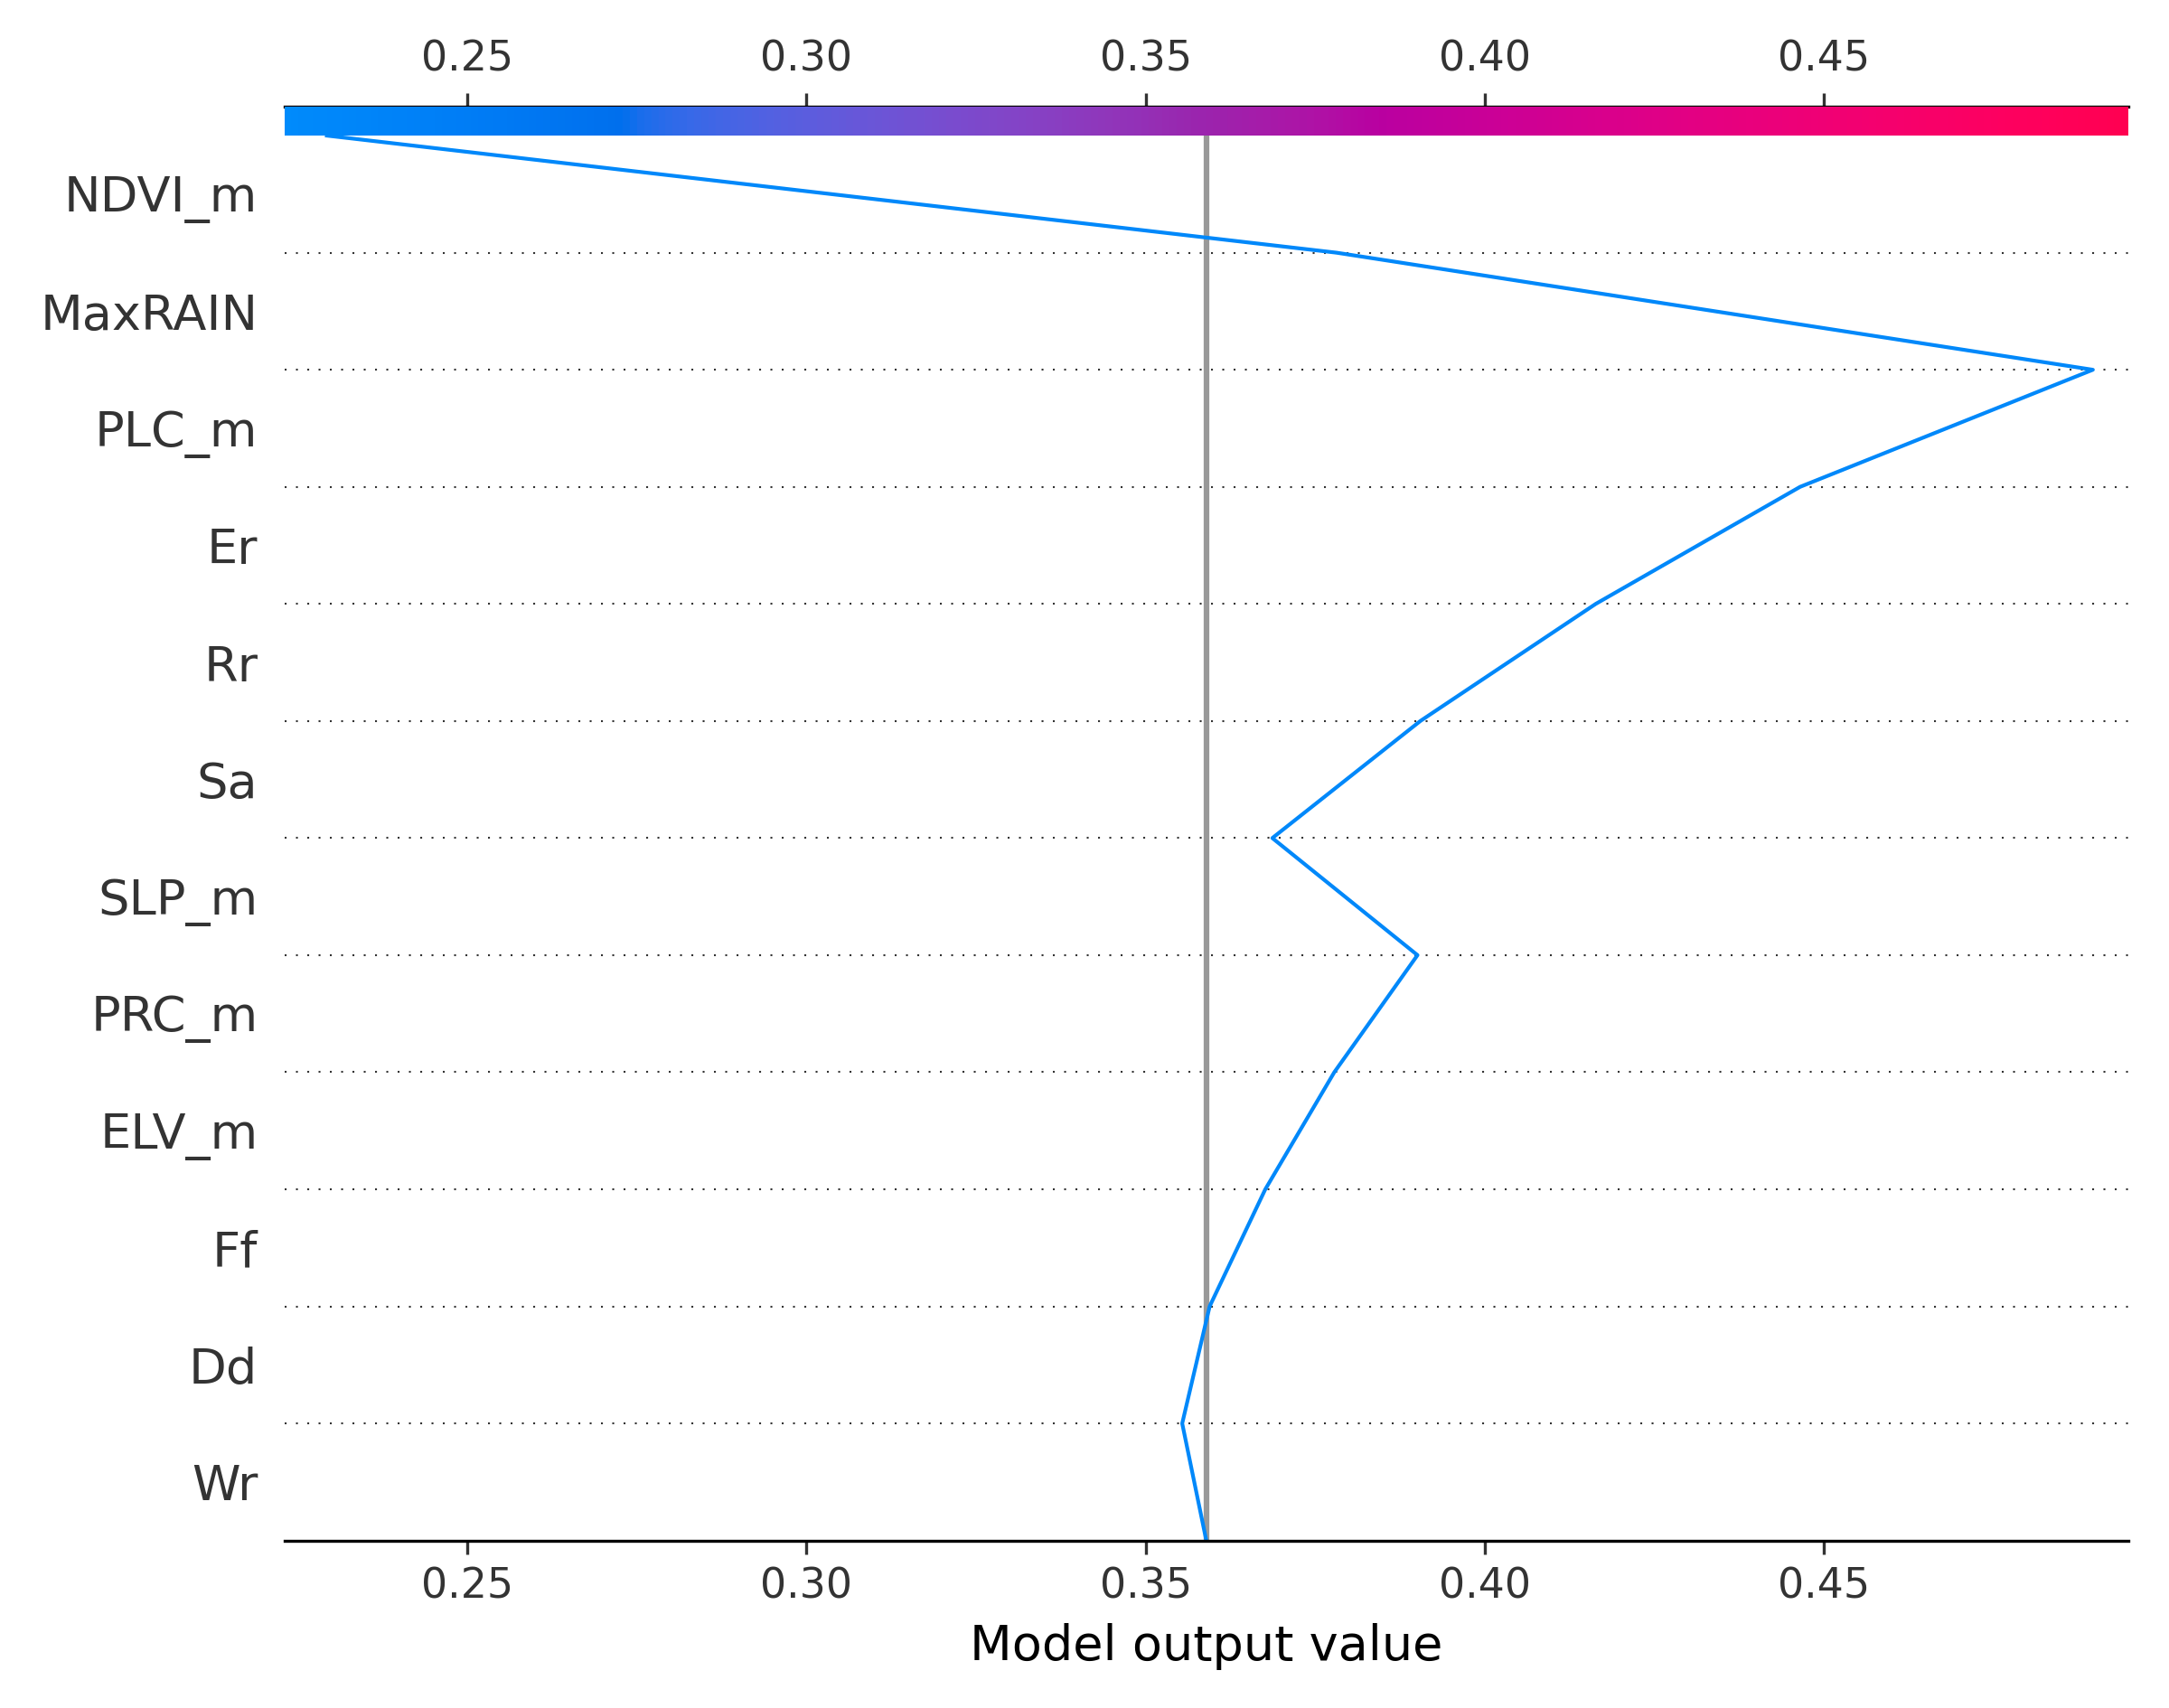 0.25 0.30 0.35 0.40 0.45
NDVI_m
MaxRAIN
PLC_m
Er
Rr
Sa
SLP_m
PRC_m
ELV_m
Ff
Dd
Wr
0.25 0.30 0.35 0.40 0.45
Model output value